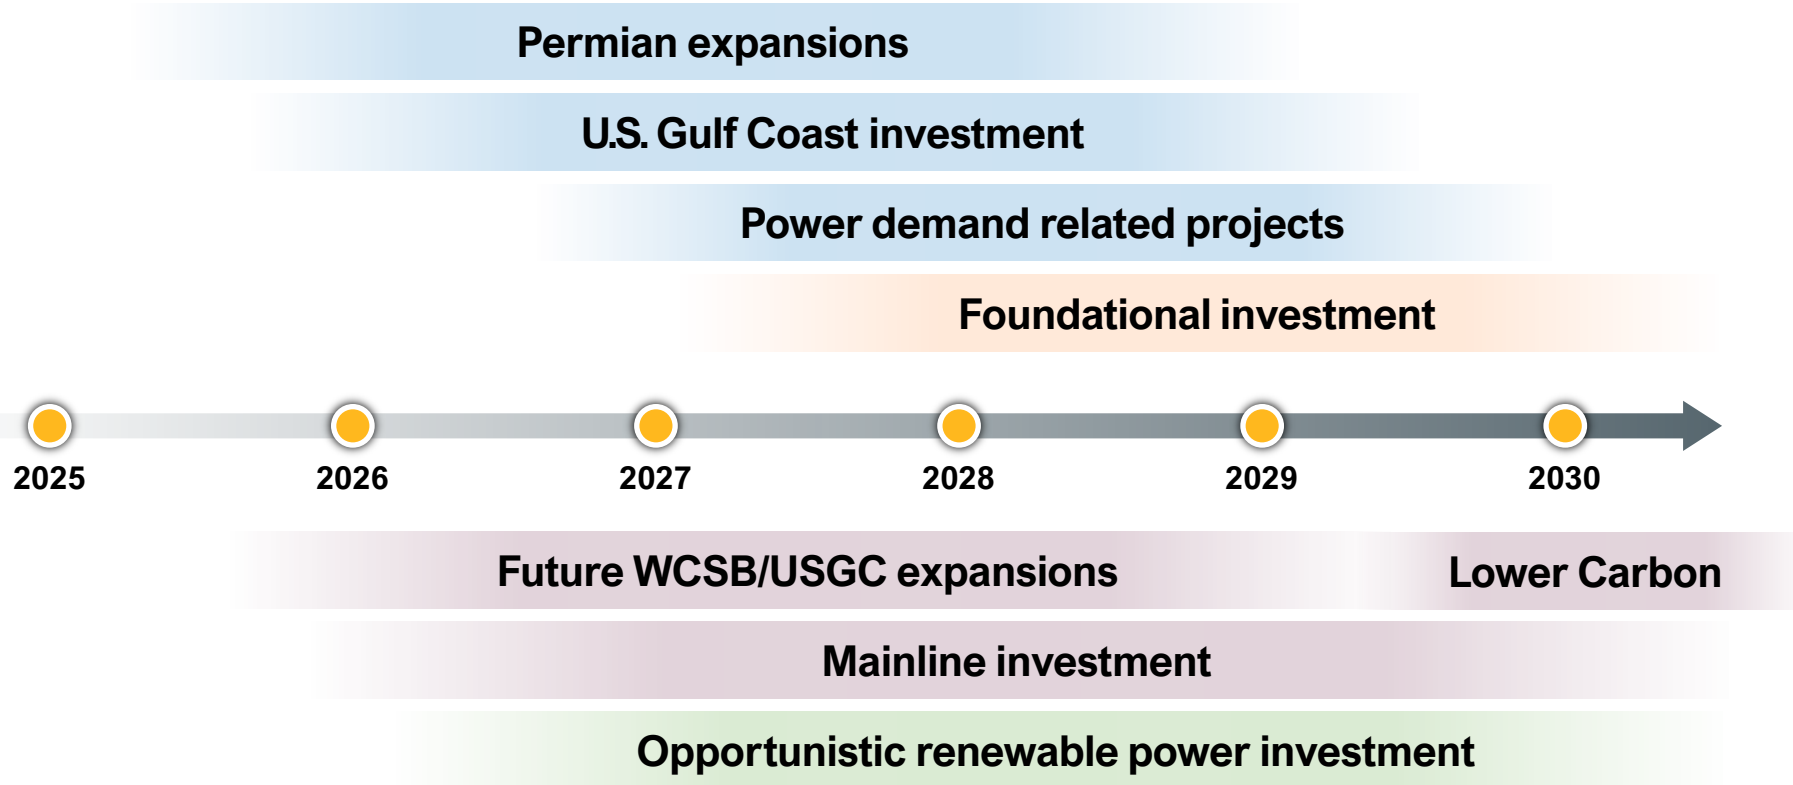 Permian expansions
U.S. Gulf Coast investment
Power demand related projects
Foundational investment
2025 2026 2027 2028 2029 2030
Future WCSB/USGC expansions Lower Carbon
Mainline investment
Opportunistic renewable power investment